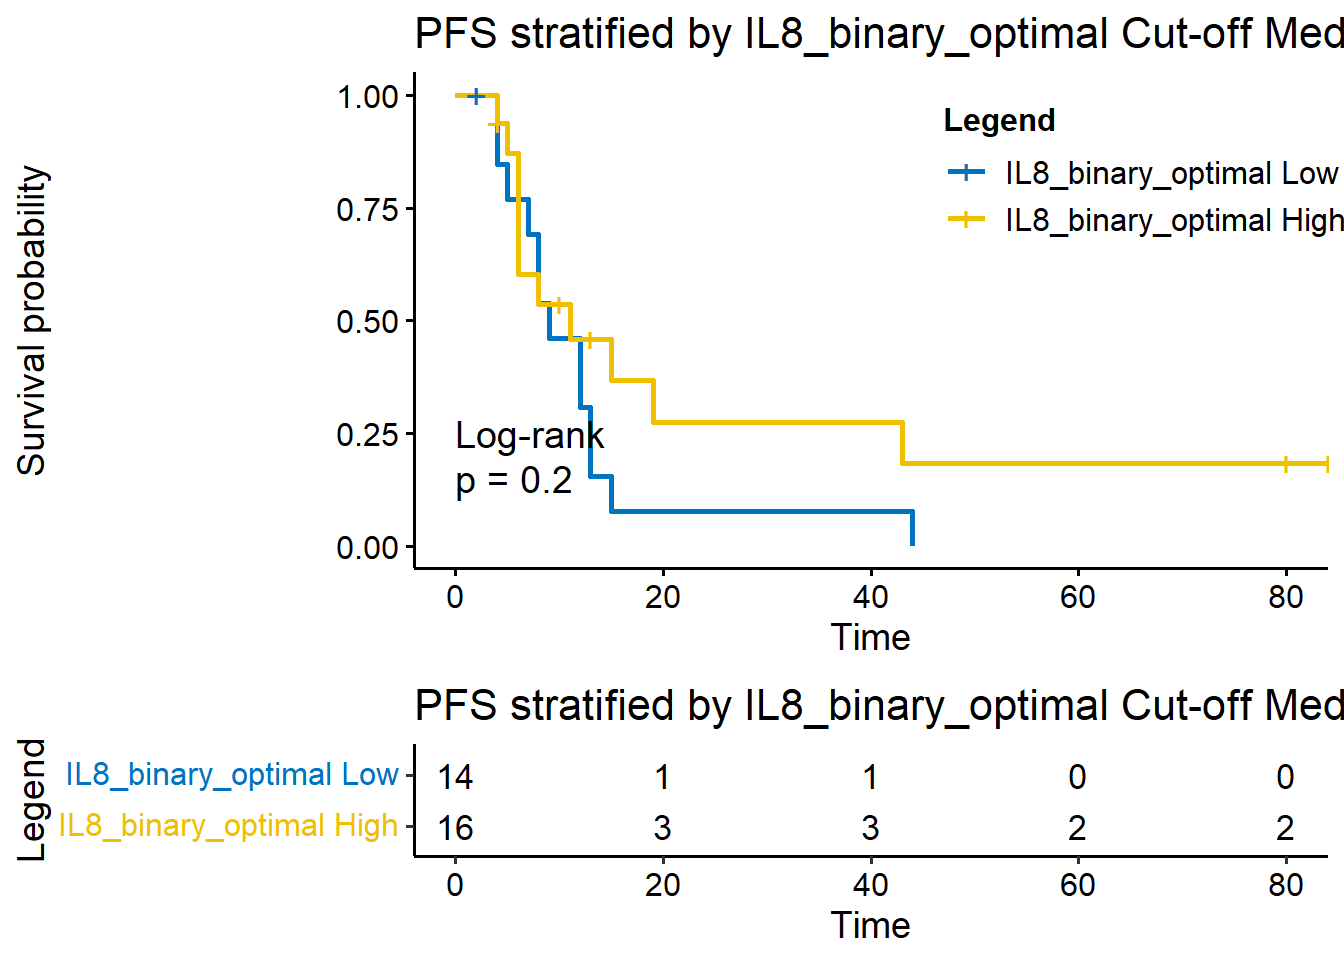 PFS stratified by IL8_binary_optimal Cut-off Med
Survival probability
1.00
0.75
0.50
0.25
0.00
Legend
IL8_binary_optimal Low
IL8_binary_optimal High
Log-rank
p = 0.2
0 20 40 60 80
Time
PFS stratified by IL8_binary_optimal Cut-off Med
Legend
IL8_binary_optimal Low 14 1 1 0 0
IL8_binary_optimal High 16 3 3 2 2
0 20 40 60 80
Time